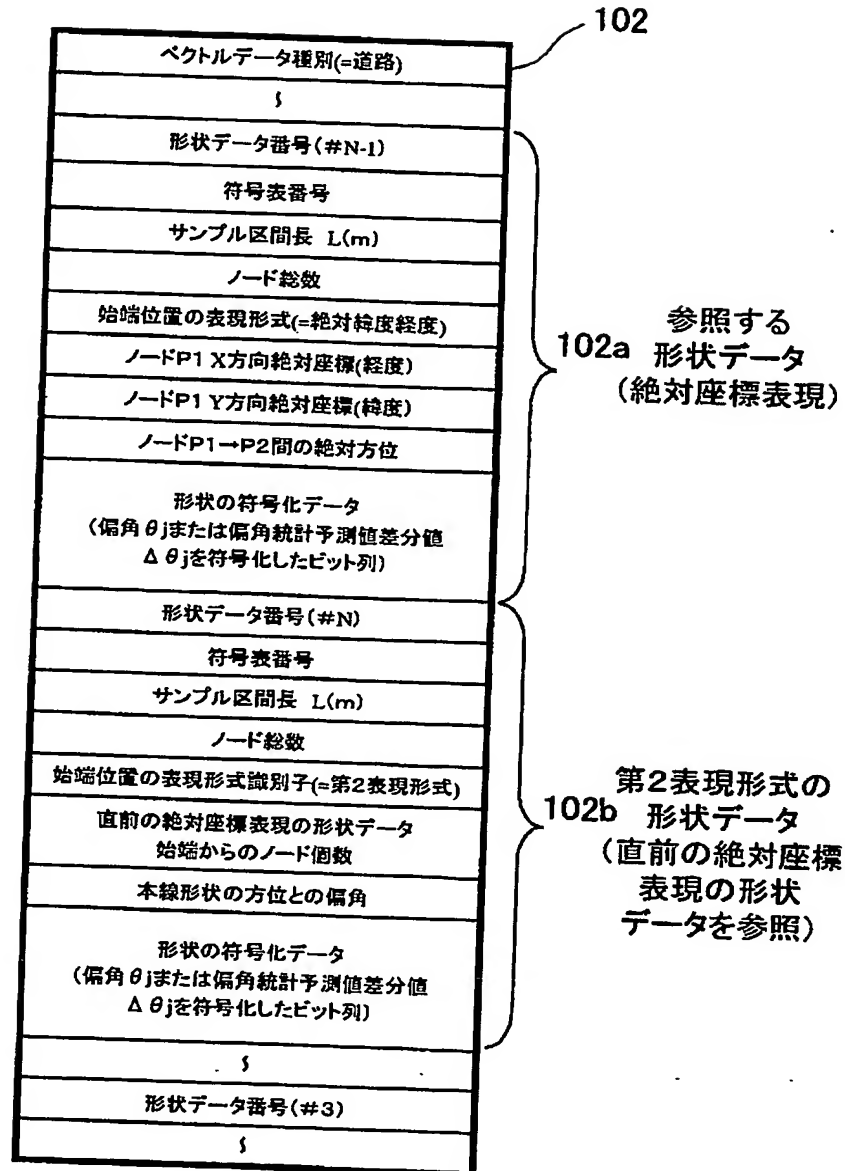 102
ベクトルデータ種別(=道路)
∫
形状データ番号(#N-1)
符号表番号
サンプル区間長 L(m)
ノード総数
始端位置の表現形式(=絶対緯度経度)
ノードP1 X方向絶対座標(経度)
ノードP1 Y方向絶対座標(緯度)
ノードP1→P2間の絶対方位
形状の符号化データ
(偏角θjまたは偏角統計予測値差分値
Δθjを符号化したビット列)
102a
参照する
形状データ
(絶対座標表現)
形状データ番号(#N)
符号表番号
サンプル区間長 L(m)
ノード総数
始端位置の表現形式識別子(=第2表現形式)
直前の絶対座標表現の形状データ
始端からのノード個数
本線形状の方位との偏角
形状の符号化データ
(偏角θjまたは偏角統計予測値差分値
Δθjを符号化したビット列)
102b
第2表現形式の
形状データ
(直前の絶対座標
表現の形状
データを参照)
∫
形状データ番号(#3)
∫